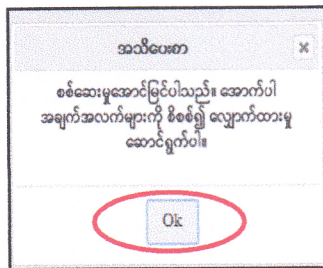 အသိပေးစာ
စစ်ဆေးမှုအောင်မြင်ပါသည်။ အောက်ပါ
အချက်အလက်များကို စိစစ်၍ လျှောက်ထားမှု
ဆောင်ရွက်ပါ။
Ok